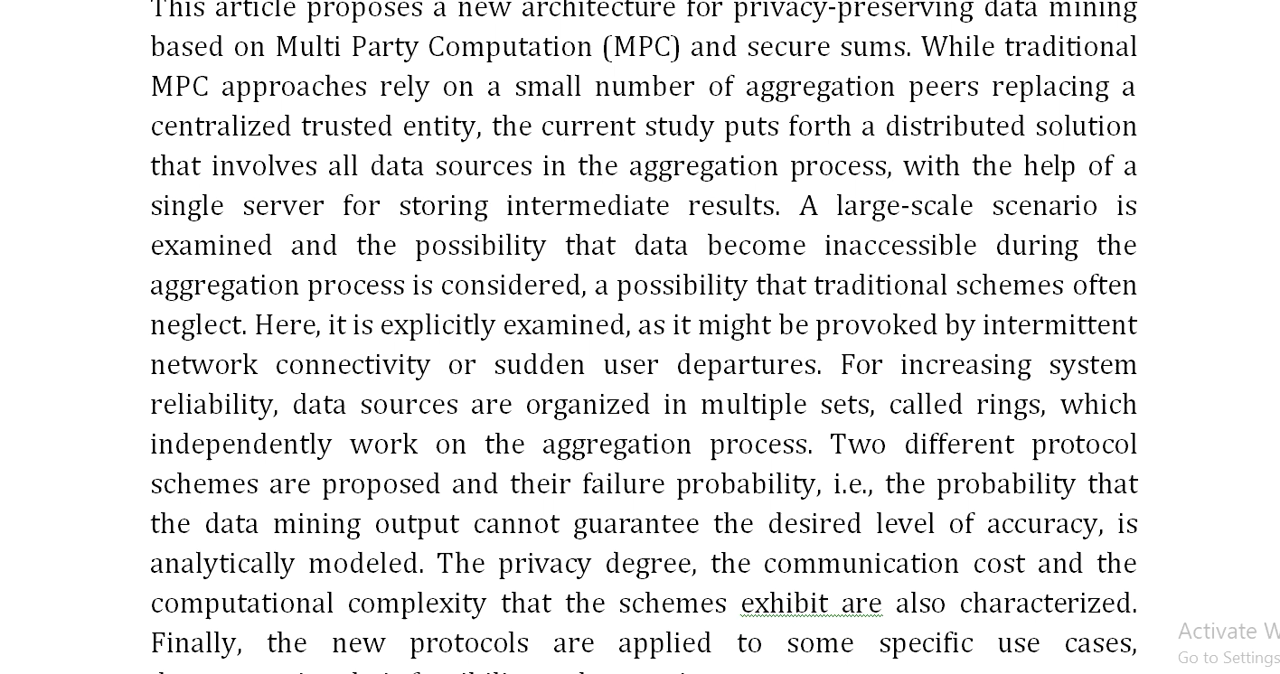 This article proposes a new architecture for privacy-preserving data mining
based on Multi Party Computation (MPC) and secure sums. While traditional
MPC approaches rely on a small number of aggregation peers replacing a
centralized trusted entity, the current study puts forth a distributed solution
that involves all data sources in the aggregation process, with the help of a
single server for storing intermediate results. A large-scale scenario is
examined and the possibility that data become inaccessible during the
aggregation process is considered, a possibility that traditional schemes often
neglect. Here, it is explicitly examined, as it might be provoked by intermittent
network connectivity or sudden user departures. For increasing system
reliability, data sources are organized in multiple sets, called rings, which
independently work on the aggregation process. Two different protocol
schemes are proposed and their failure probability, i.e., the probability that
the data mining output cannot guarantee the desired level of accuracy, is
analytically modeled. The privacy degree, the communication cost and the
computational complexity that the schemes exhibit are also characterized.
Finally, the new protocols are applied to some specific use cases,
Activate W
Go to Settings